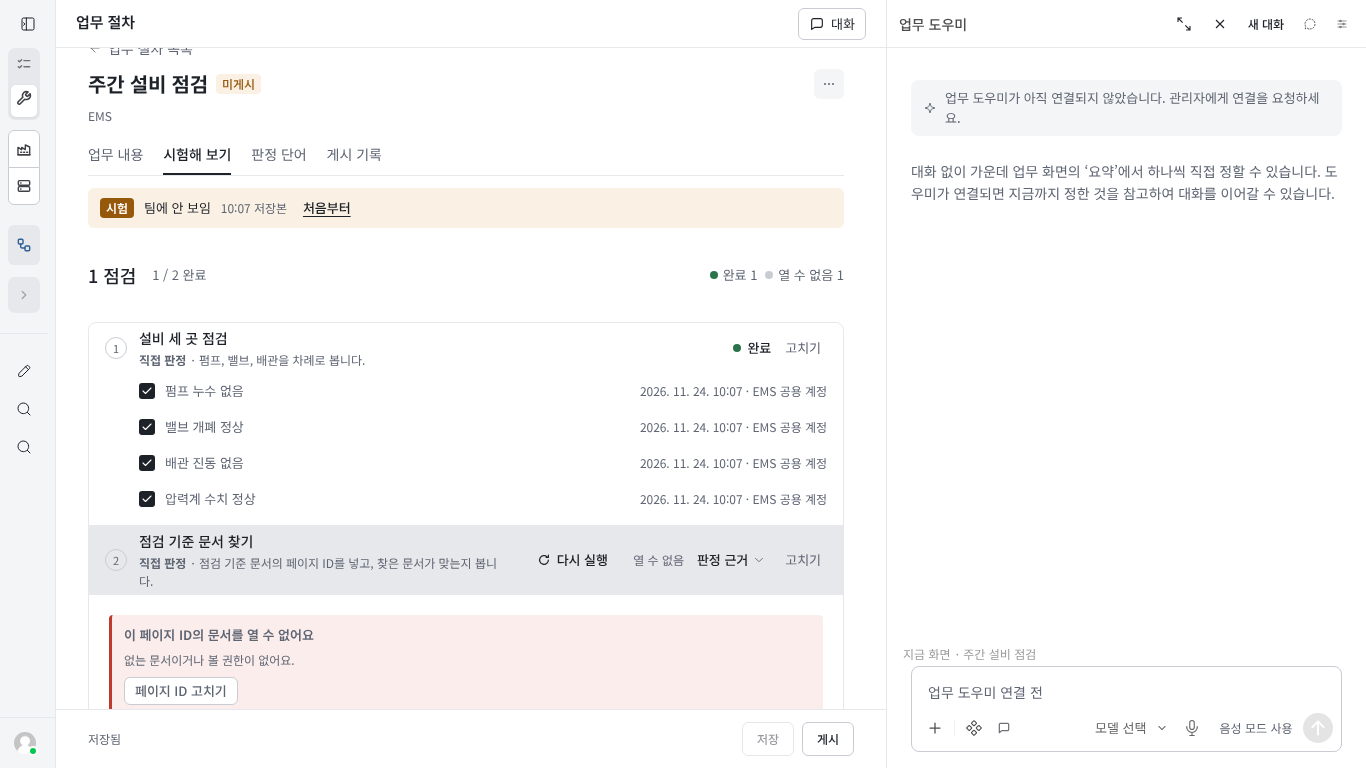 업무 절차
대화
업무 절차 목록
주간 설비 점검
미게시
EMS
업무 내용
시험해 보기
판정 단어
게시 기록
시험
팀에 안 보임
10:07 저장본
처음부터
1 점검
1 / 2 완료
완료 1
열 수 없음 1
1
설비 세 곳 점검
직접 판정 · 펌프, 밸브, 배관을 차례로 봅니다.
완료
고치기
펌프 누수 없음
2026. 11. 24. 10:07 · EMS 공용 계정
밸브 개폐 정상
2026. 11. 24. 10:07 · EMS 공용 계정
배관 진동 없음
2026. 11. 24. 10:07 · EMS 공용 계정
압력계 수치 정상
2026. 11. 24. 10:07 · EMS 공용 계정
2
점검 기준 문서 찾기
직접 판정 · 점검 기준 문서의 페이지 ID를 넣고, 찾은 문서가 맞는지 봅니
다.
다시 실행
열 수 없음
판정 근거
고치기
이 페이지 ID의 문서를 열 수 없어요
없는 문서이거나 볼 권한이 없어요.
페이지 ID 고치기
저장됨
저장
게시
업무 도우미
새 대화
업무 도우미가 아직 연결되지 않았습니다. 관리자에게 연결을 요청하세
요.
대화 없이 가운데 업무 화면의 ‘요약’에서 하나씩 직접 정할 수 있습니다. 도
우미가 연결되면 지금까지 정한 것을 참고하여 대화를 이어갈 수 있습니다.
지금 화면 · 주간 설비 점검
업무 도우미 연결 전
모델 선택
음성 모드 사용